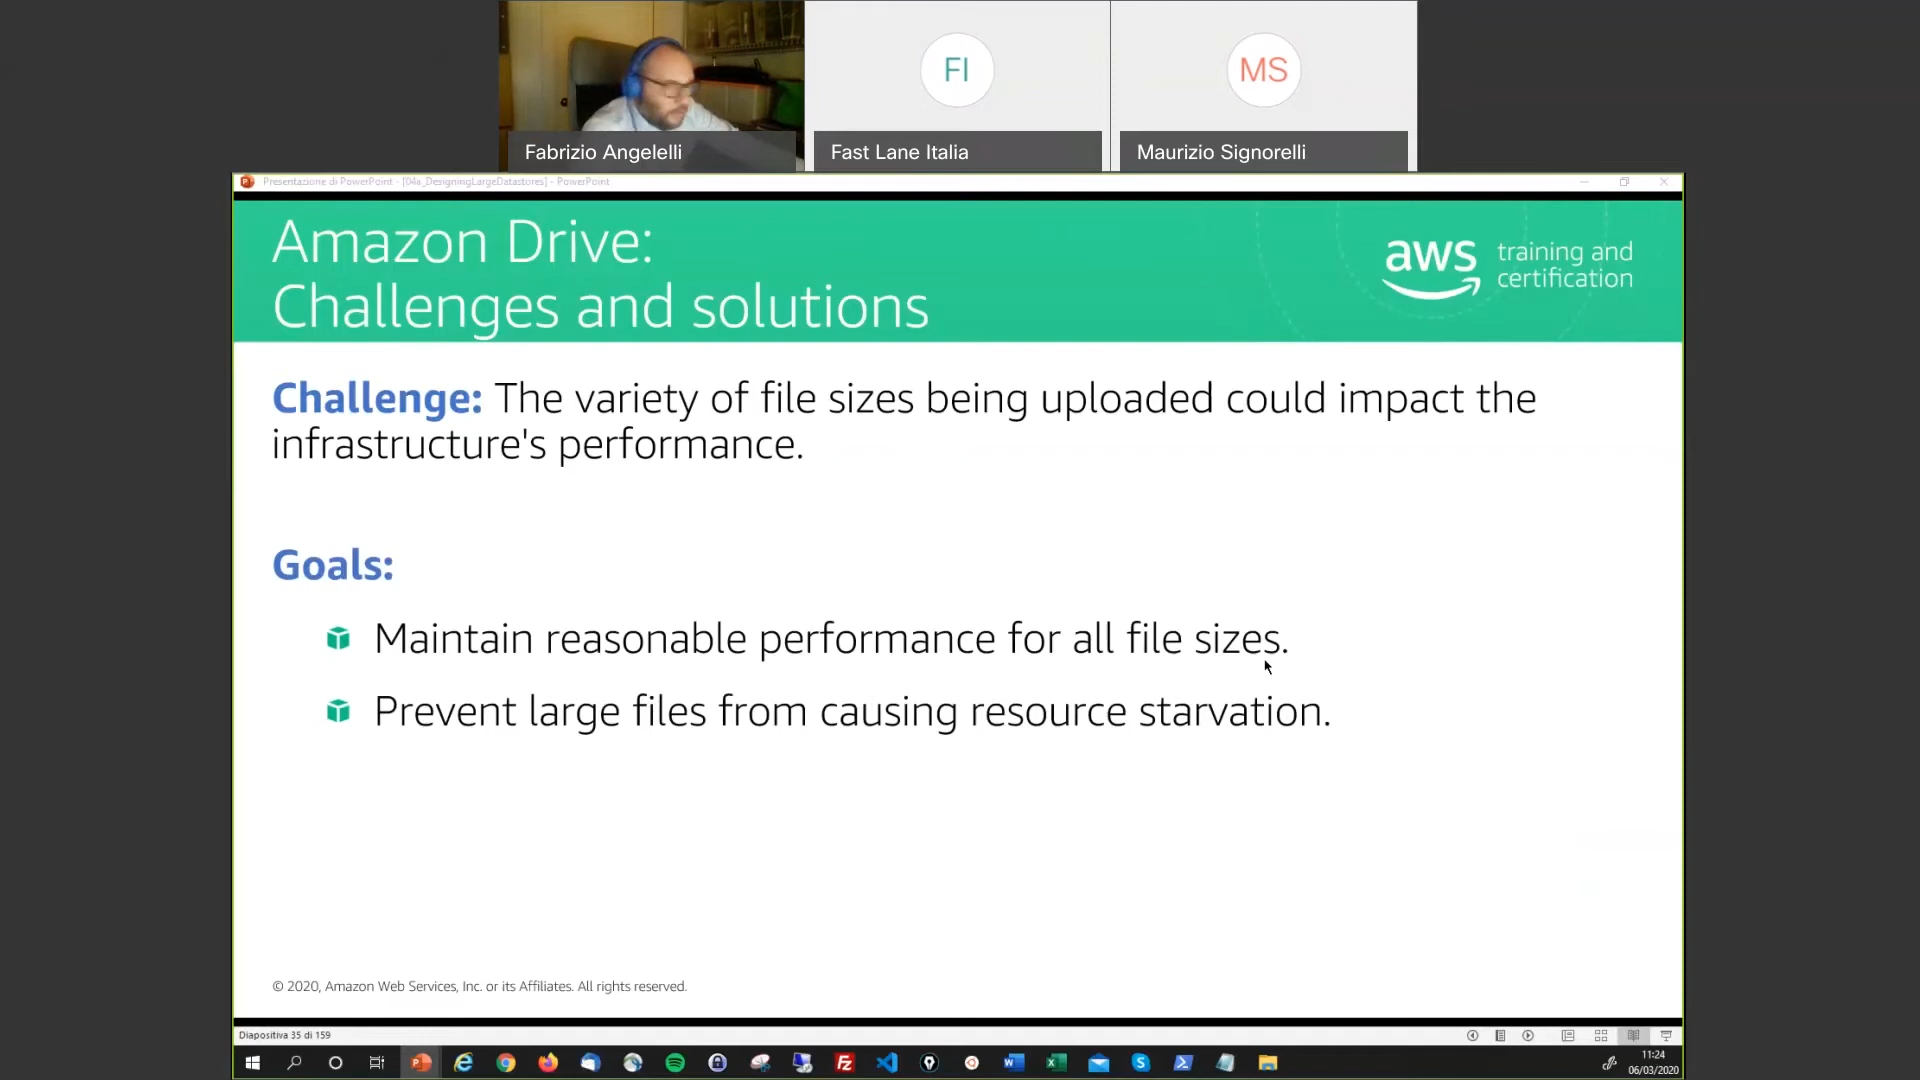 FI
MS
Fabrizio Angelelli
Fast Lane Italia
Maurizio Signorelli
Presentazione di PowerPoint - [04a_DesigningLargeDatastores] - PowerPoint
Amazon Drive:
Challenges and solutions
aws
training and
certification
Challenge: The variety of file sizes being uploaded could impact the
infrastructure's performance.
Goals:
Maintain reasonable performance for all file sizes.
Prevent large files from causing resource starvation.
© 2020, Amazon Web Services, Inc. or its Affiliates. All rights reserved.
Diapositiva 35 di 159
11:24
06/03/2020